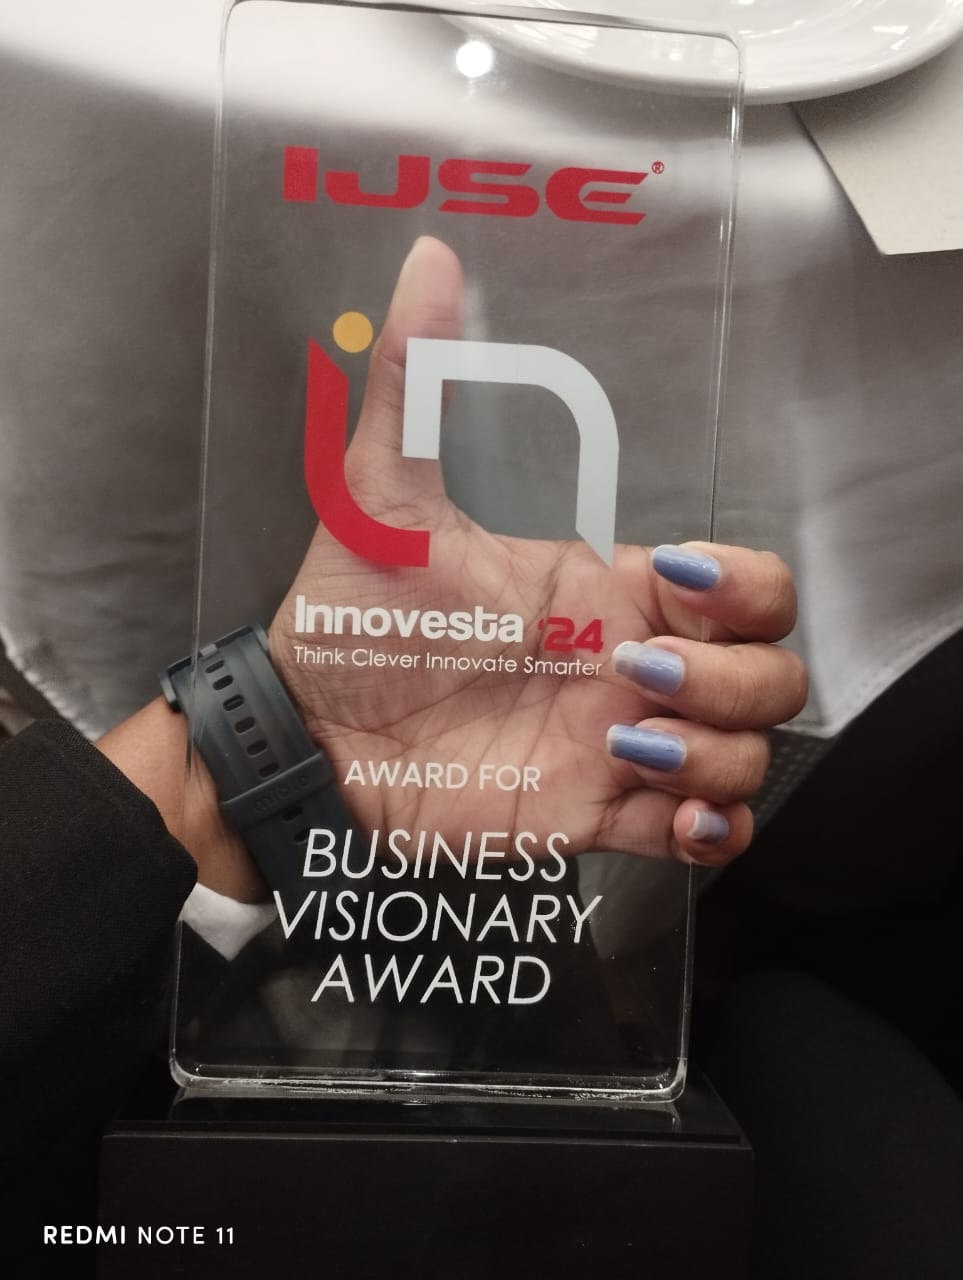 IJSE®
Innovesta '24
Think Clever Innovate Smarter
AWARD FOR
BUSINESS
VISIONARY
AWARD
REDMI NOTE 11